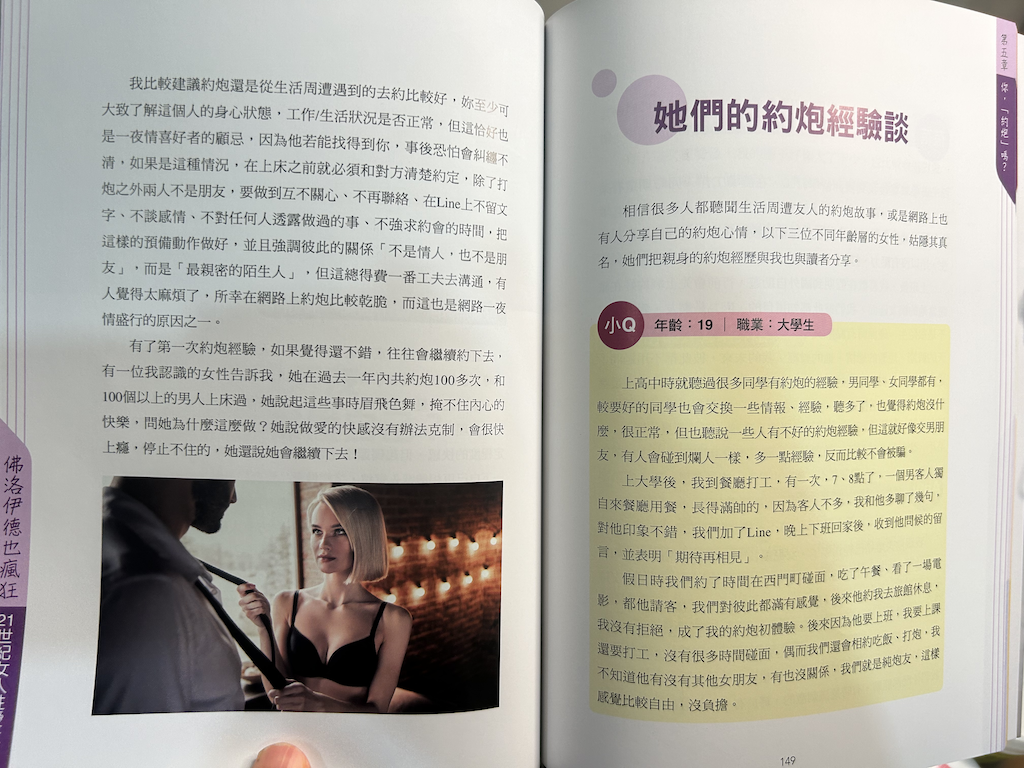 我比較建議約炮還是從生活周遭遇到的去約比較好，妳至少可
大致了解這個人的身心狀態，工作/生活狀況是否正常，但這恰好也
是一夜情喜好者的顧忌，因為他若能找得到你，事後恐怕會糾纏不
清，如果是這種情況，在上床之前就必須和對方清楚約定，除了打
炮之外兩人不是朋友，要做到互不關心、不再聯絡、在Line上不留文
字、不談感情、不對任何人透露做過的事、不強求約會的時間，把
這樣的預備動作做好，並且強調彼此的關係「不是情人，也不是朋
友」，而是「最親密的陌生人」，但這總得費一番工夫去溝通，有
人覺得太麻煩了，所幸在網路上約炮比較乾脆，而這也是網路一夜
情盛行的原因之一。
有了第一次約炮經驗，如果覺得還不錯，往往會繼續約下去，
有一位我認識的女性告訴我，她在過去一年內共約炮100多次，和
100個以上的男人上床過，她說起這些事時眉飛色舞，掩不住內心的
快樂，問她為什麼這麼做？她說做愛的快感沒有辦法克制，會很快
上癮，停止不住的，她還說她會繼續下去！
佛洛伊德也瘋狂
21世紀女人性
第五章 你，「約炮」嗎？
她們的約炮經驗談
相信很多人都聽聞生活周遭友人的約炮故事，或是網路上也
有人分享自己的約炮心情，以下三位不同年齡層的女性，姑隱其真
名，她們把親身的約炮經歷與我也與讀者分享。
小Q 年齡：19｜職業：大學生
上高中時就聽過很多同學有約炮的經驗，男同學、女同學都有，
較要好的同學也會交換一些情報、經驗，聽多了，也覺得約炮沒什
麼，很正常，但也聽說一些人有不好的約炮經驗，但這就好像交男朋
友，有人會碰到爛人一樣，多一點經驗，反而比較不會被騙。
上大學後，我到餐廳打工，有一次，7、8點了，一個男客人獨
自來餐廳用餐，長得滿帥的，因為客人不多，我和他多聊了幾句，
對他印象不錯，我們加了Line，晚上下班回家後，收到他問候的留
言，並表明「期待再相見」。
假日時我們約了時間在西門町碰面，吃了午餐，看了一場電
影，都他請客，我們對彼此都滿有感覺，後來他約我去旅館休息，
我沒有拒絕，成了我的約炮初體驗。後來因為他要上班，我要上課
還要打工，沒有很多時間碰面，偶而我們還會相約吃飯、打炮、我
不知道他有沒有其他女朋友，有也沒關係，我們就是純炮友，這樣
感覺比較自由，沒負擔。
149